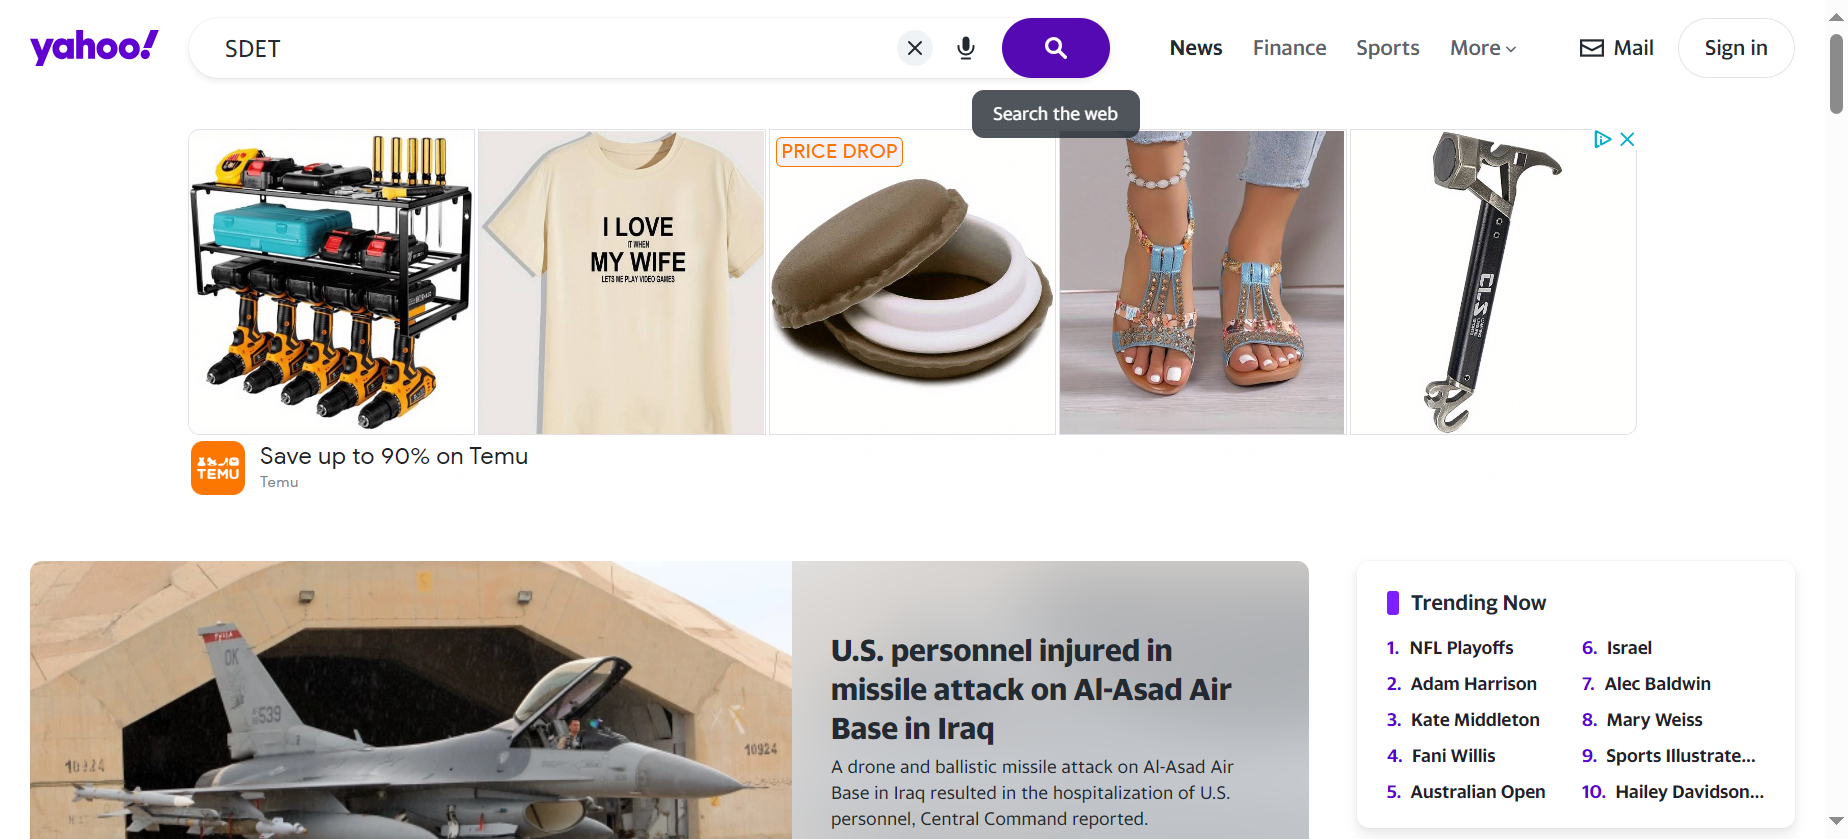 yahoo!
SDET
News
Finance
Sports
More
Mail
Sign in
Search the web
PRICE DROP
I LOVE
IT WHEN
MY WIFE
LETS ME PLAY VIDEO GAMES
CLS
TEMU
Save up to 90% on Temu
Temu
OK
539
10924
10924
U.S. personnel injured in
missile attack on Al-Asad Air
Base in Iraq
A drone and ballistic missile attack on Al-Asad Air
Base in Iraq resulted in the hospitalization of U.S.
personnel, Central Command reported.
Trending Now
1. NFL Playoffs
2. Adam Harrison
3. Kate Middleton
4. Fani Willis
5. Australian Open
6. Israel
7. Alec Baldwin
8. Mary Weiss
9. Sports Illustrate...
10. Hailey Davidson...